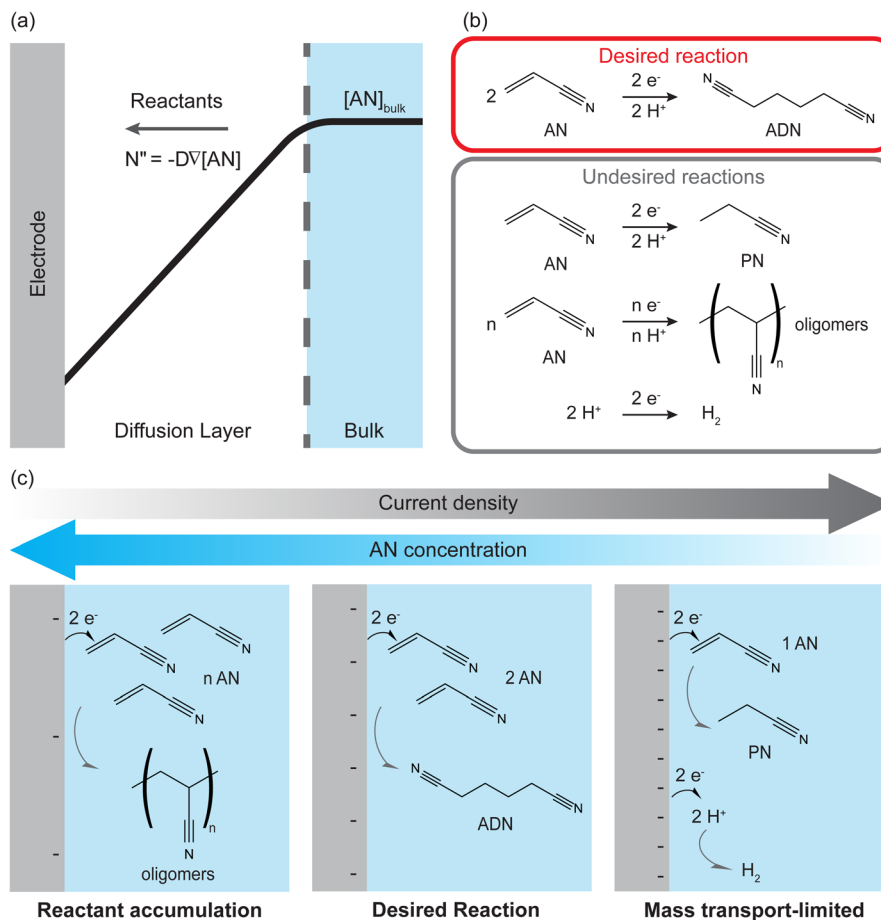 (a)
Electrode
Reactants
N" = -D∇[AN]
[AN]bulk
Diffusion Layer
Bulk
(b)
Desired reaction
2
N
AN
2 e-
2 H+
N
N
ADN
Undesired reactions
N
AN
2 e-
2 H+
N
PN
n
N
AN
n e-
n H+
n
N
oligomers
2 H+
2 e-
H2
(c)
Current density
AN concentration
2 e-
N
N
n AN
N
n
N
oligomers
Reactant accumulation
2 e-
N
2 AN
N
N
N
ADN
Desired Reaction
2 e-
N
1 AN
N
PN
2 e-
2 H+
H2
Mass transport-limited